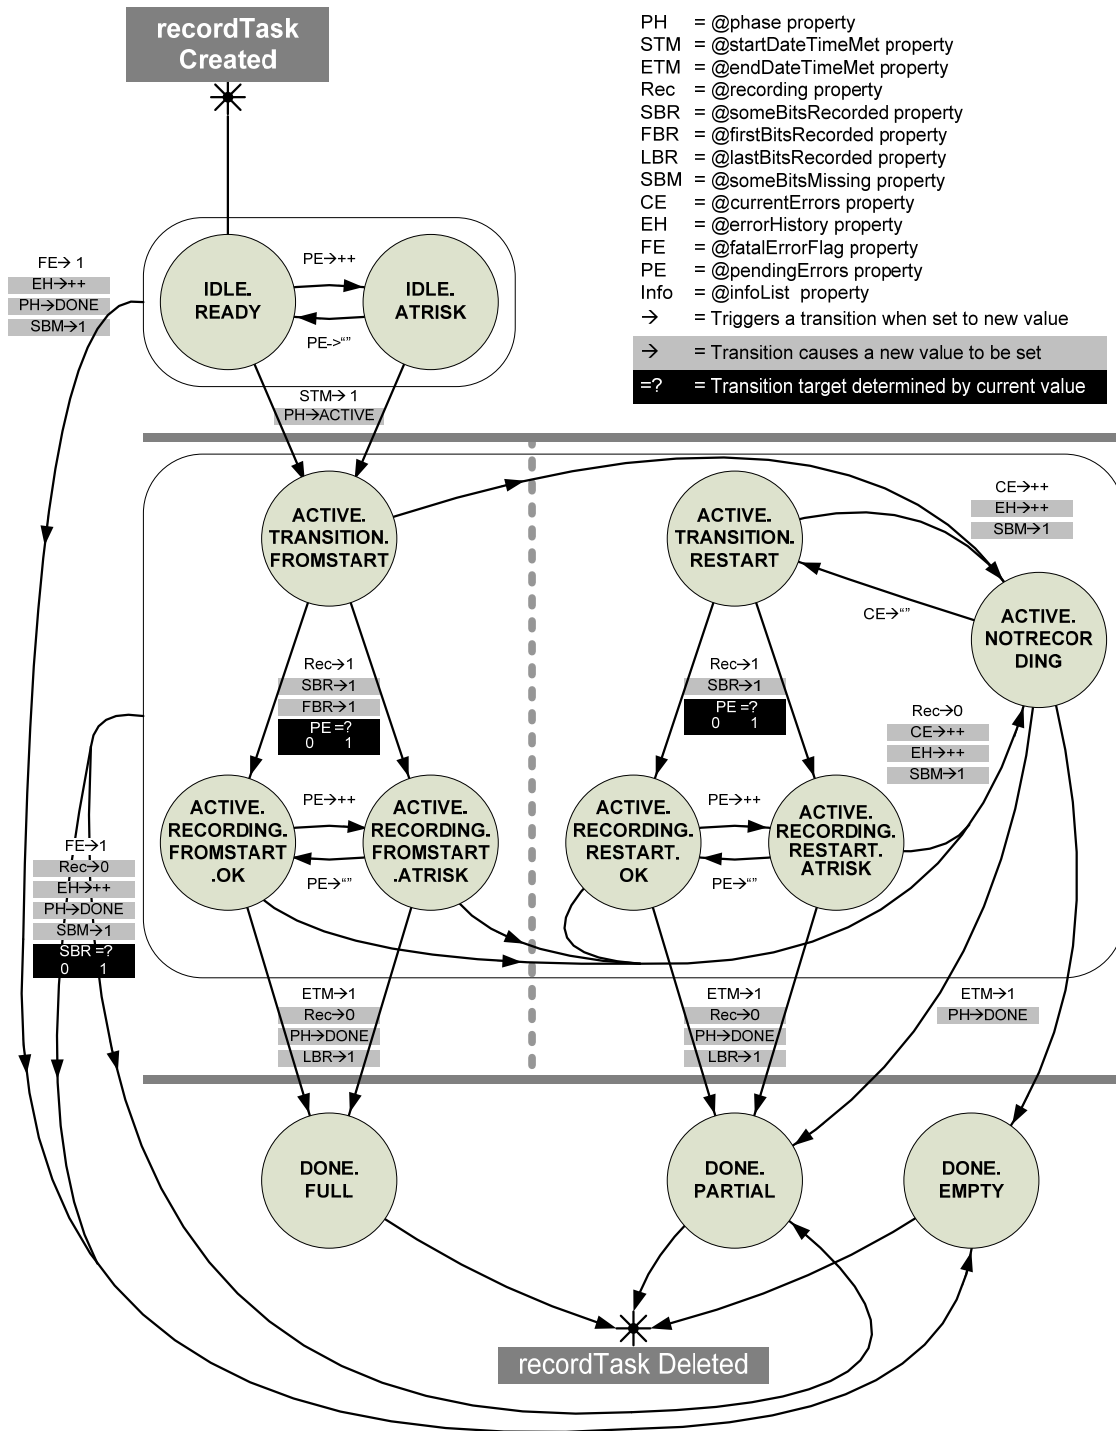 recordTask
Created
PH = @phase property
STM = @startDateTimeMet property
ETM = @endDateTimeMet property
Rec = @recording property
SBR = @someBitsRecorded property
FBR = @firstBitsRecorded property
LBR = @lastBitsRecorded property
SBM = @someBitsMissing property
CE = @currentErrors property
EH = @errorHistory property
FE = @fatalErrorFlag property
PE = @pendingErrors property
Info = @infoList property
→ = Triggers a transition when set to new value
→ = Transition causes a new value to be set
=? = Transition target determined by current value
FE→ 1
EH→++
PH→DONE
SBM→1
IDLE.
READY
PE→++
PE->“”
IDLE.
ATRISK
STM→ 1
PH→ACTIVE
ACTIVE.
TRANSITION.
FROMSTART
ACTIVE.
TRANSITION.
RESTART
CE→++
EH→++
SBM→1
CE→“”
ACTIVE.
NOTRECOR
DING
Rec→1
SBR→1
FBR→1
PE =?
0 1
Rec→1
SBR→1
PE =?
0 1
Rec→0
CE→++
EH→++
SBM→1
ACTIVE.
RECORDING.
FROMSTART
.OK
PE→++
PE→“”
ACTIVE.
RECORDING.
FROMSTART
.ATRISK
ACTIVE.
RECORDING.
RESTART.
OK
PE→++
PE→“”
ACTIVE.
RECORDING.
RESTART.
ATRISK
FE→1
Rec→0
EH→++
PH→DONE
SBM→1
SBR =?
0 1
ETM→1
Rec→0
PH→DONE
LBR→1
ETM→1
Rec→0
PH→DONE
LBR→1
ETM→1
PH→DONE
DONE.
FULL
DONE.
PARTIAL
DONE.
EMPTY
recordTask Deleted